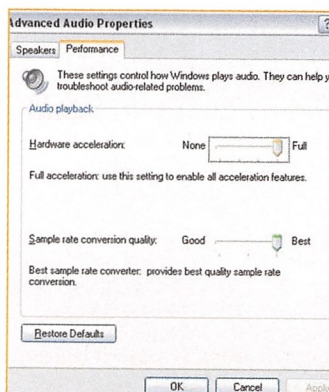 Advanced Audio Properties
?
Speakers Performance
These settings control how Windows plays audio. They can help y
troubleshoot audio-related problems.
Audio playback
Hardware acceleration: None Full
Full acceleration: use this setting to enable all acceleration features.
Sample rate conversion quality: Good Best
Best sample rate converter: provides best quality sample rate
conversion.
Restore Defaults
OK Cancel Apply